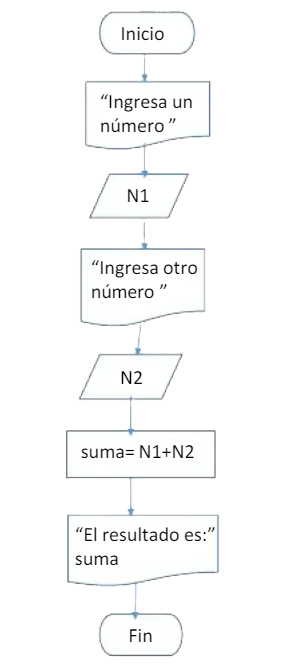 Inicio
“Ingresa un
número ”
N1
“Ingresa otro
número ”
N2
suma= N1+N2
“El resultado es:”
suma
Fin